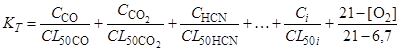 K_T = C_CO / CL_50CO + C_CO₂ / CL_50CO₂ + C_HCN / CL_50HCN + … + C_i / CL_50i + 21−[O₂] / 21−6,7